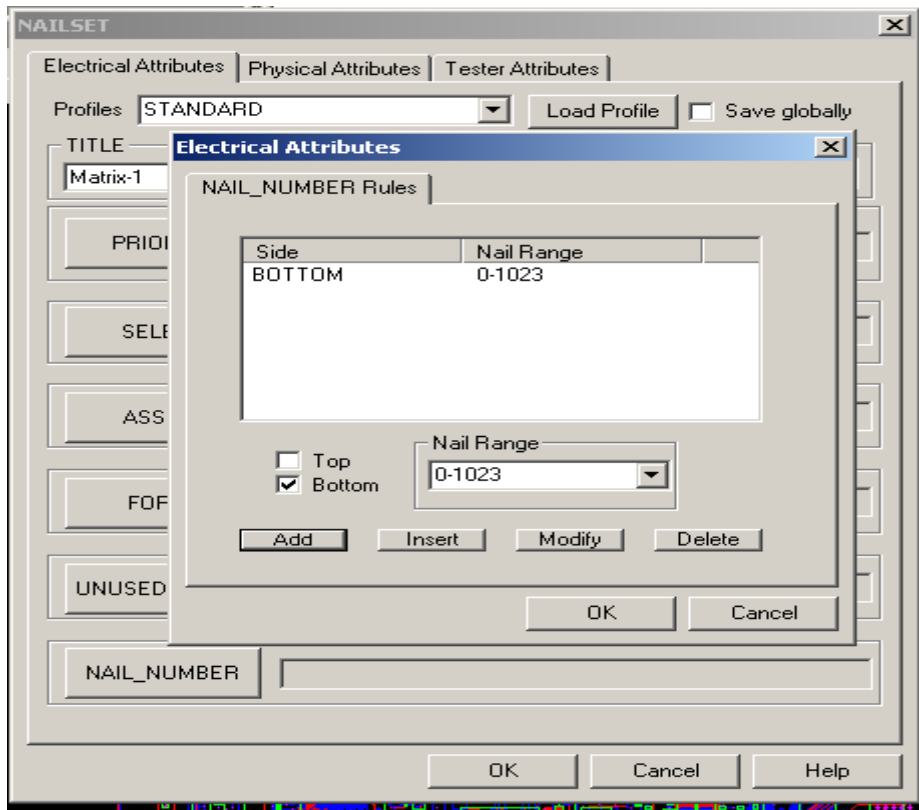 NAILSET
Electrical Attributes Physical Attributes Tester Attributes
Profiles STANDARD Load Profile Save globally
TITLE
Matrix-1
Electrical Attributes
NAIL_NUMBER Rules
Side Nail Range
BOTTOM 0-1023
Top
Bottom
Nail Range
0-1023
Add Insert Modify Delete
OK Cancel
PRIO
SELE
ASS
FOR
UNUSED
NAIL_NUMBER
OK Cancel Help